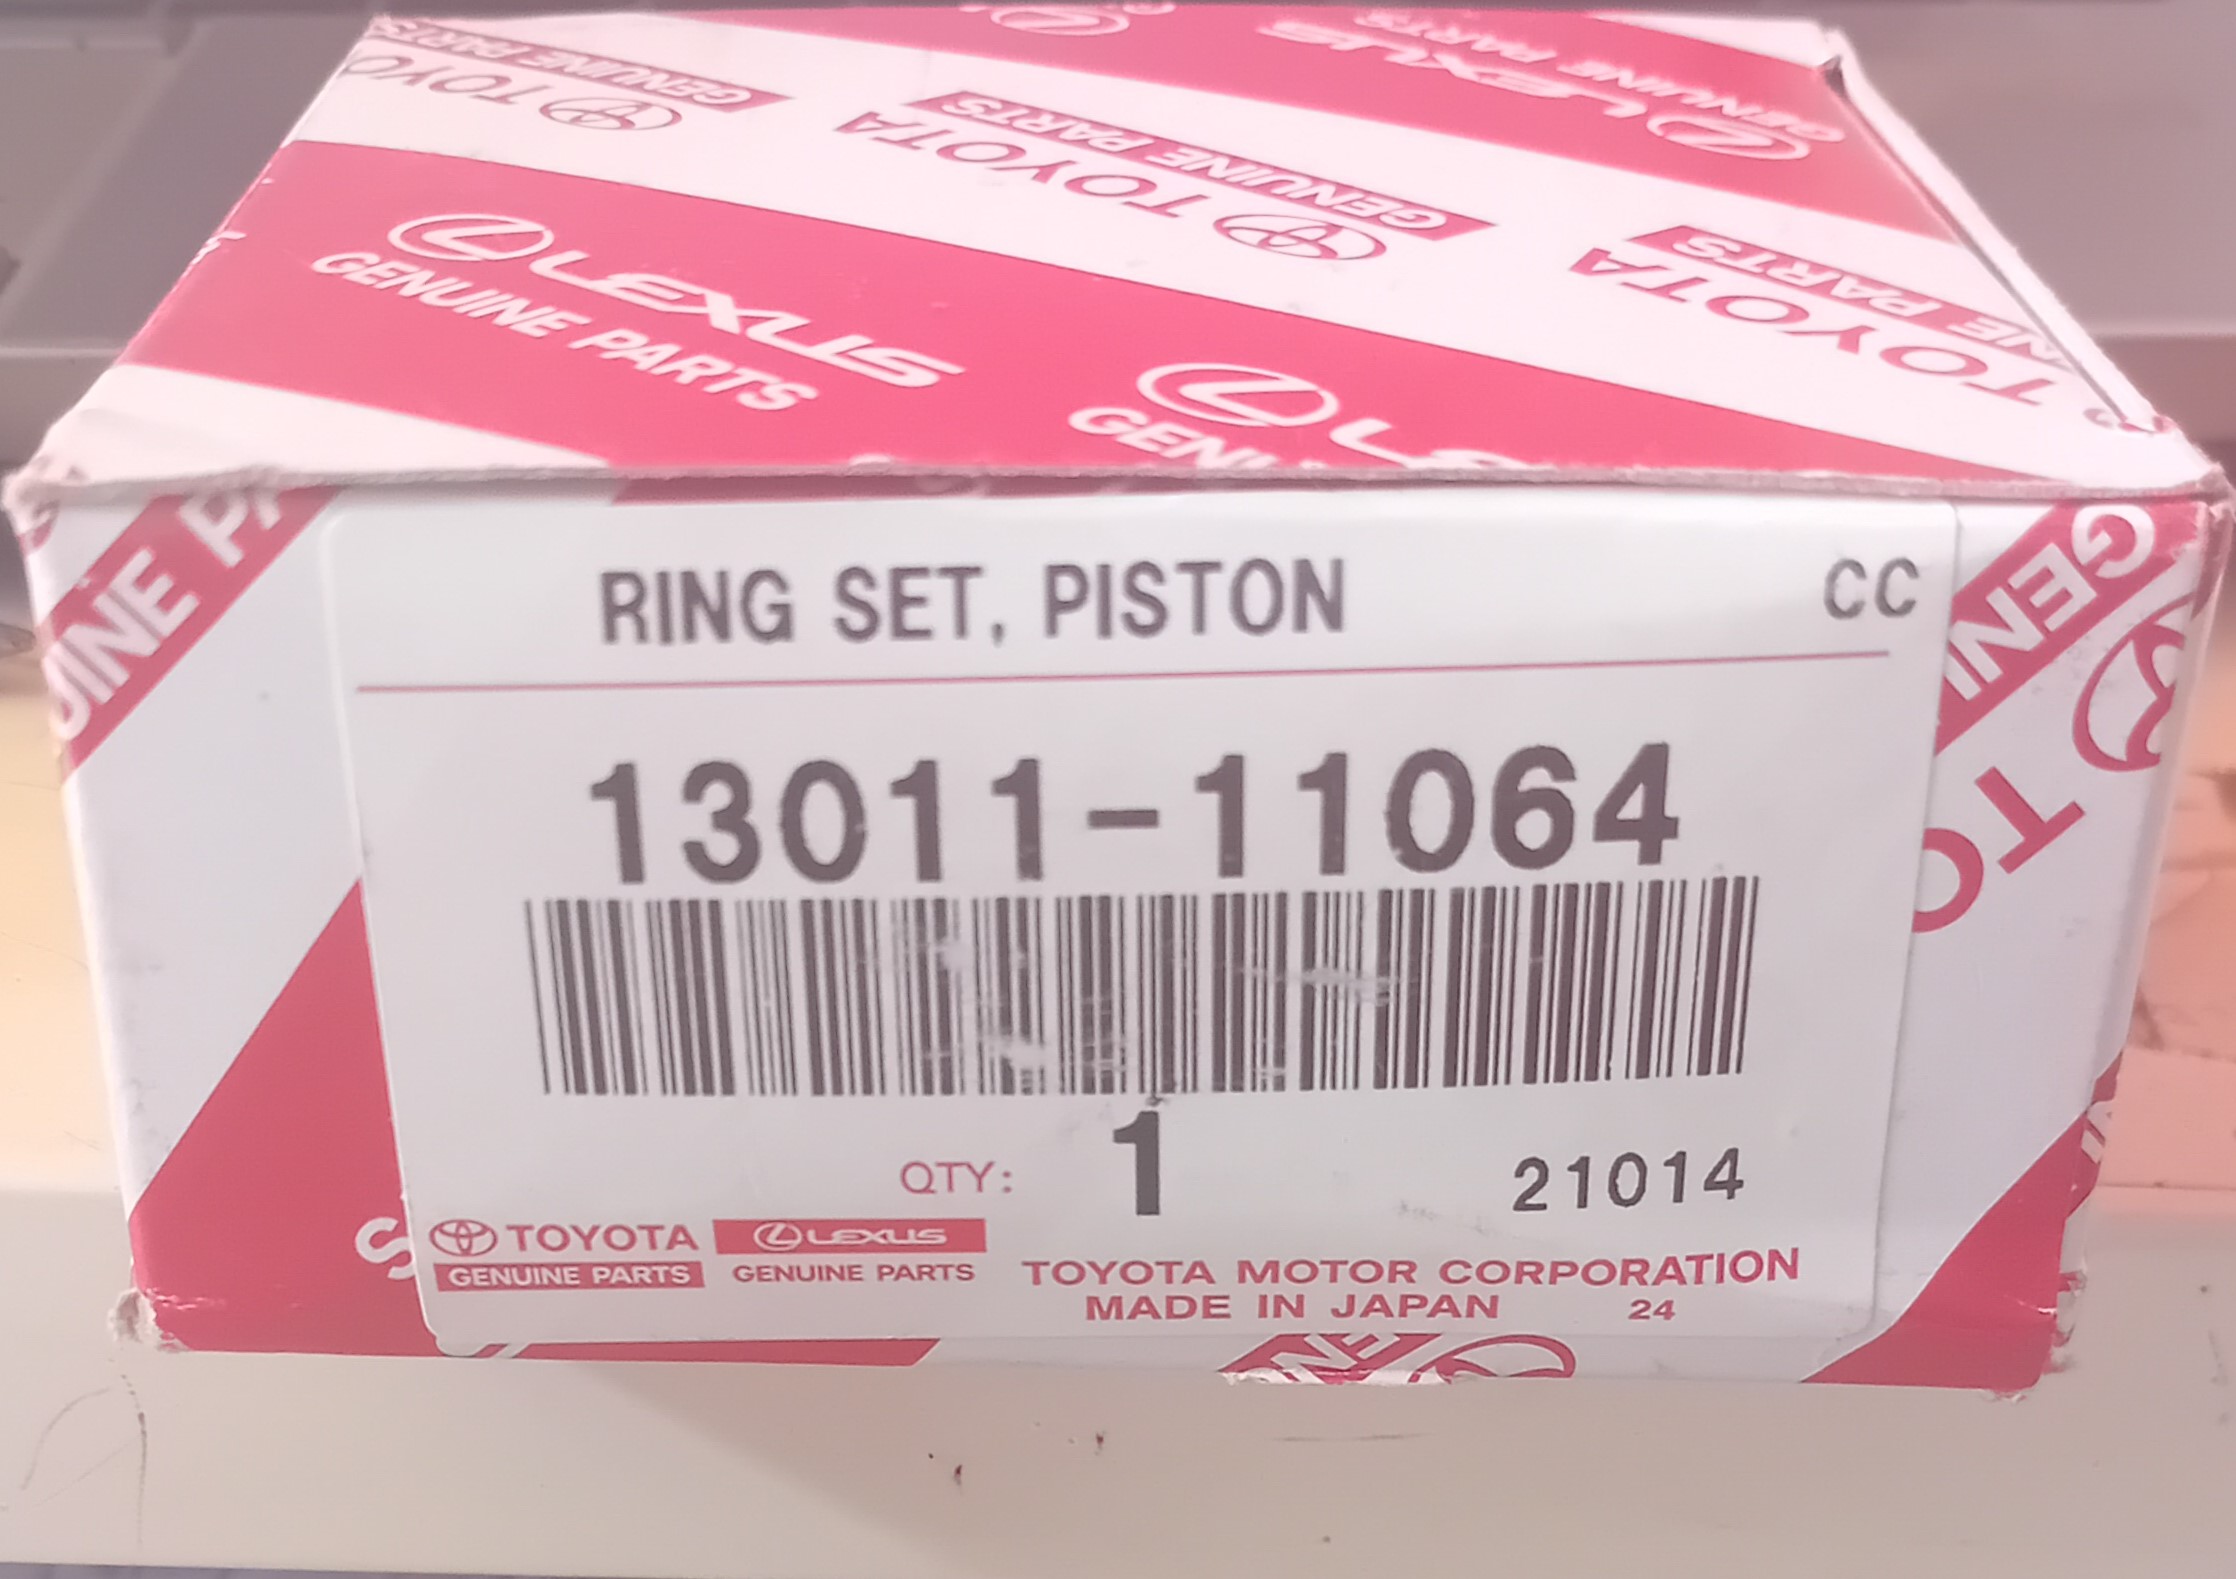 GENUINE PARTS
TOYO
GENUINE PARTS
TOYOTA
LEXUS
GENUINE PARTS
TOYOTA
LEXUS
GENUINE PARTS
RING SET, PISTON
CC
13011-11064
QTY: 1
21014
TOYOTA
GENUINE PARTS
LEXUS
GENUINE PARTS
TOYOTA MOTOR CORPORATION
MADE IN JAPAN 24